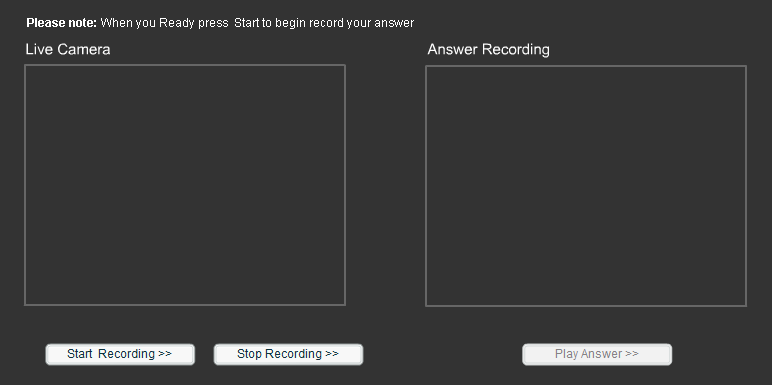 Please note: When you Ready press Start to begin record your answer
Live Camera
Answer Recording
Start Recording >>
Stop Recording >>
Play Answer >>